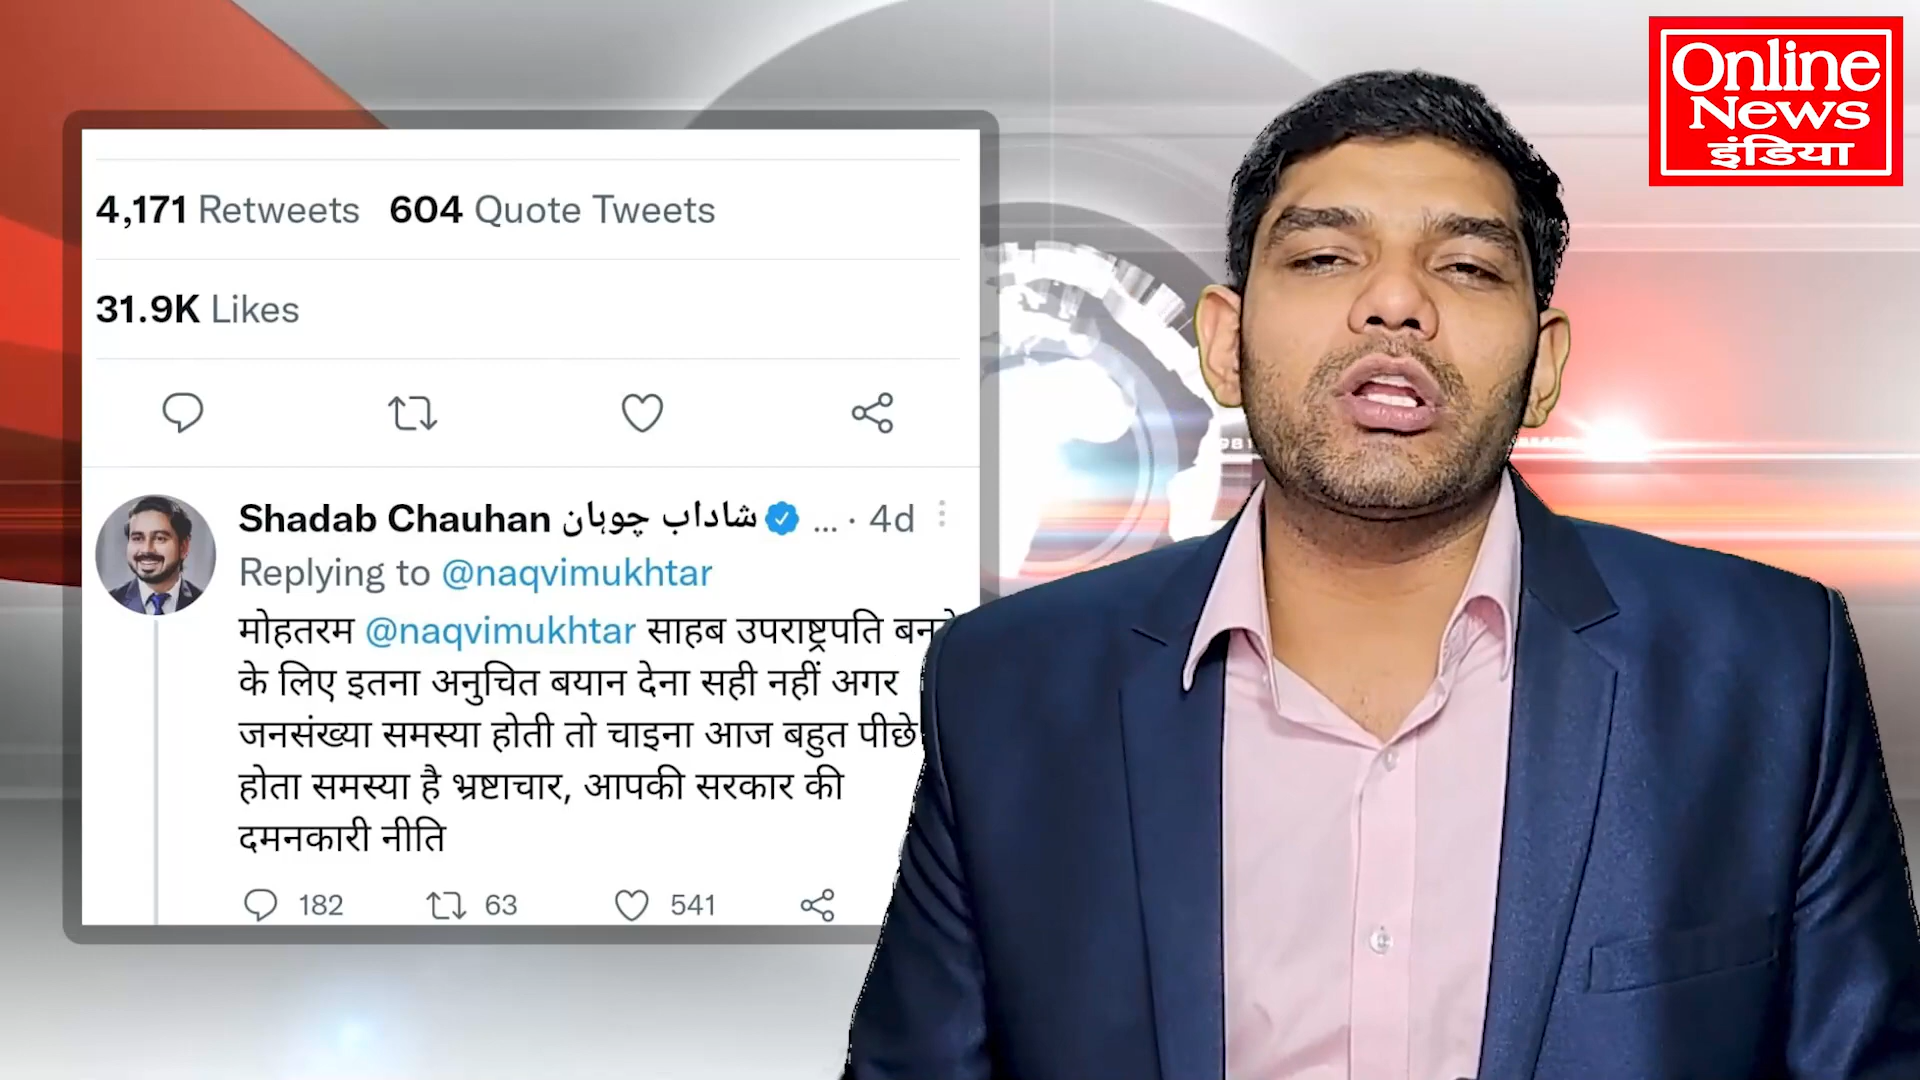 4,171 Retweets 604 Quote Tweets
31.9K Likes
Shadab Chauhan شاداب چوہان ... · 4d
Replying to @naqvimukhtar
मोहतरम @naqvimukhtar साहब उपराष्ट्रपति
के लिए इतना अनुचित बयान देना सही नहीं अगर
जनसंख्या समस्या होती तो चाइना आज बहुत पीछे
होता समस्या है भ्रष्टाचार, आपकी सरकार की
दमनकारी नीति
182 63 541
Online
News
इंडिया